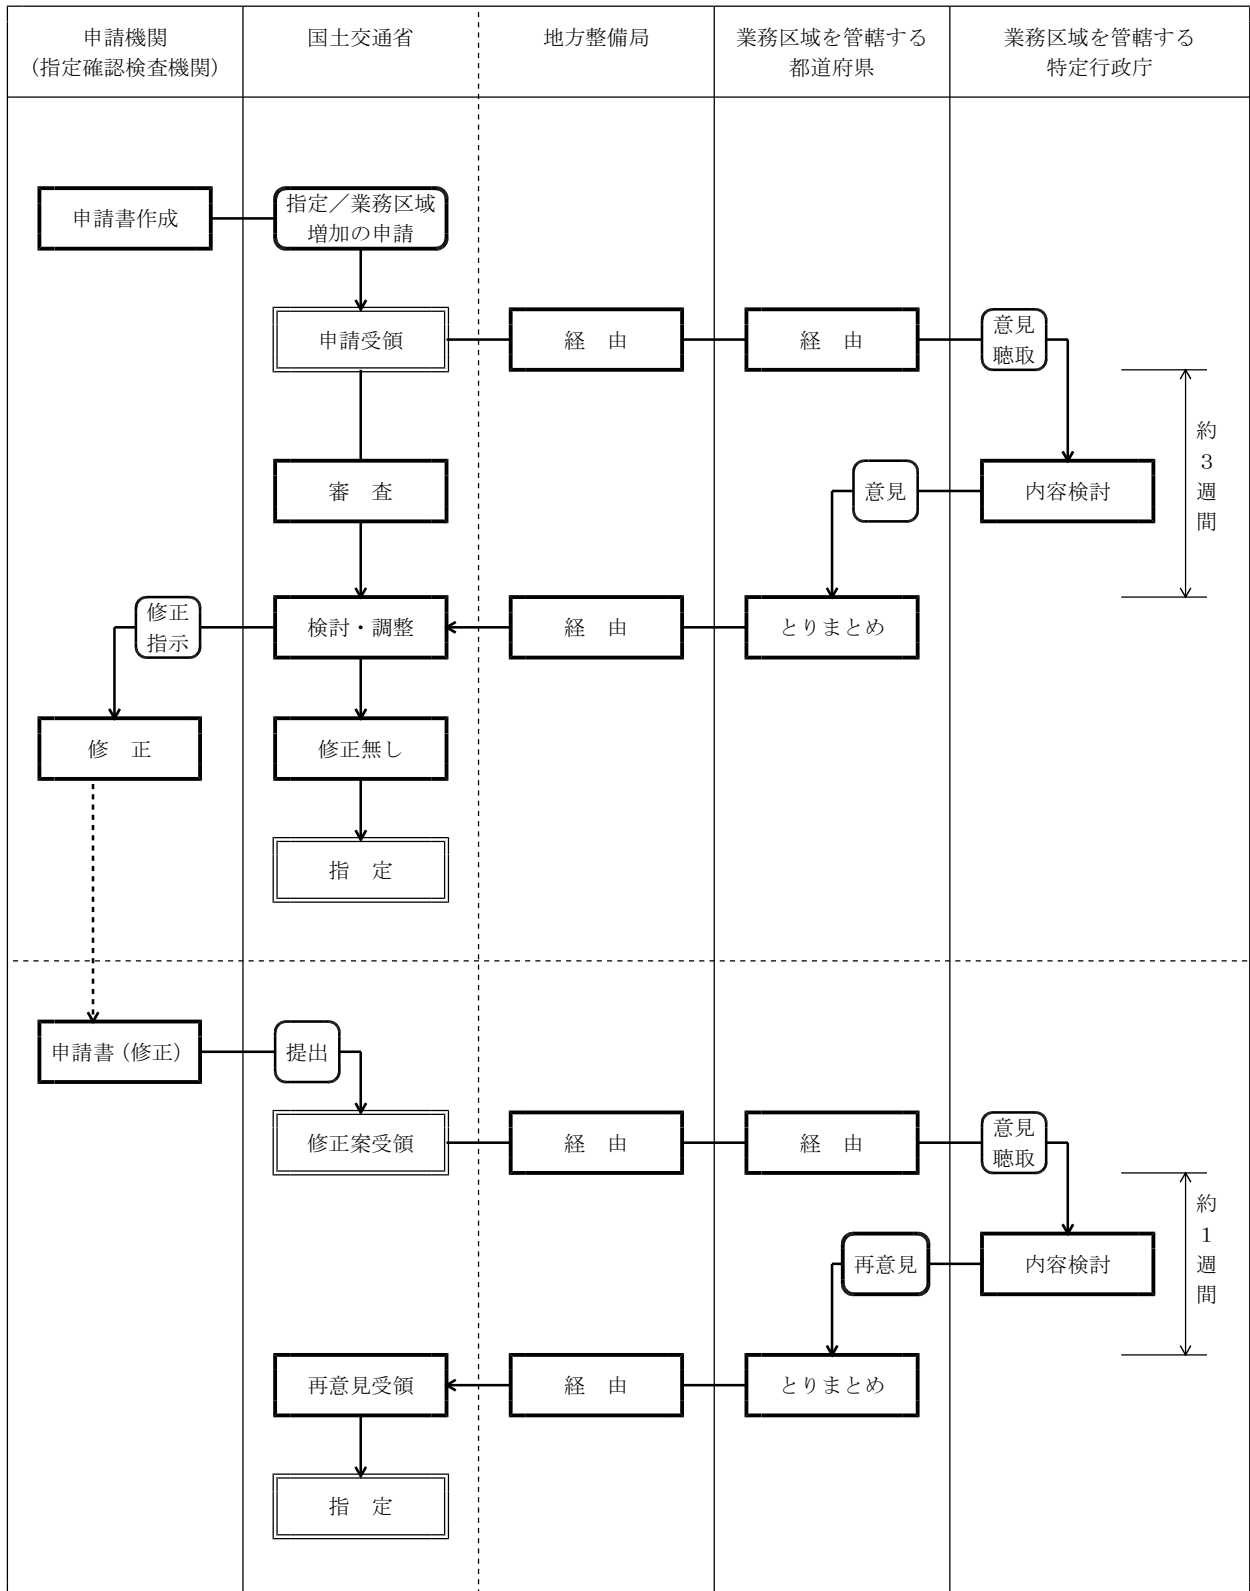 申請機関
（指定確認検査機関）
国土交通省
地方整備局
業務区域を管轄する
都道府県
業務区域を管轄する
特定行政庁
申請書作成
指定／業務区域
増加の申請
申請受領
経　由
経　由
意見
聴取
約3週間
審　査
意見
内容検討
修正
指示
検討・調整
経　由
とりまとめ
修　正
修正無し
指　定
申請書（修正）
提出
修正案受領
経　由
経　由
意見
聴取
約1週間
再意見
内容検討
再意見受領
経　由
とりまとめ
指　定